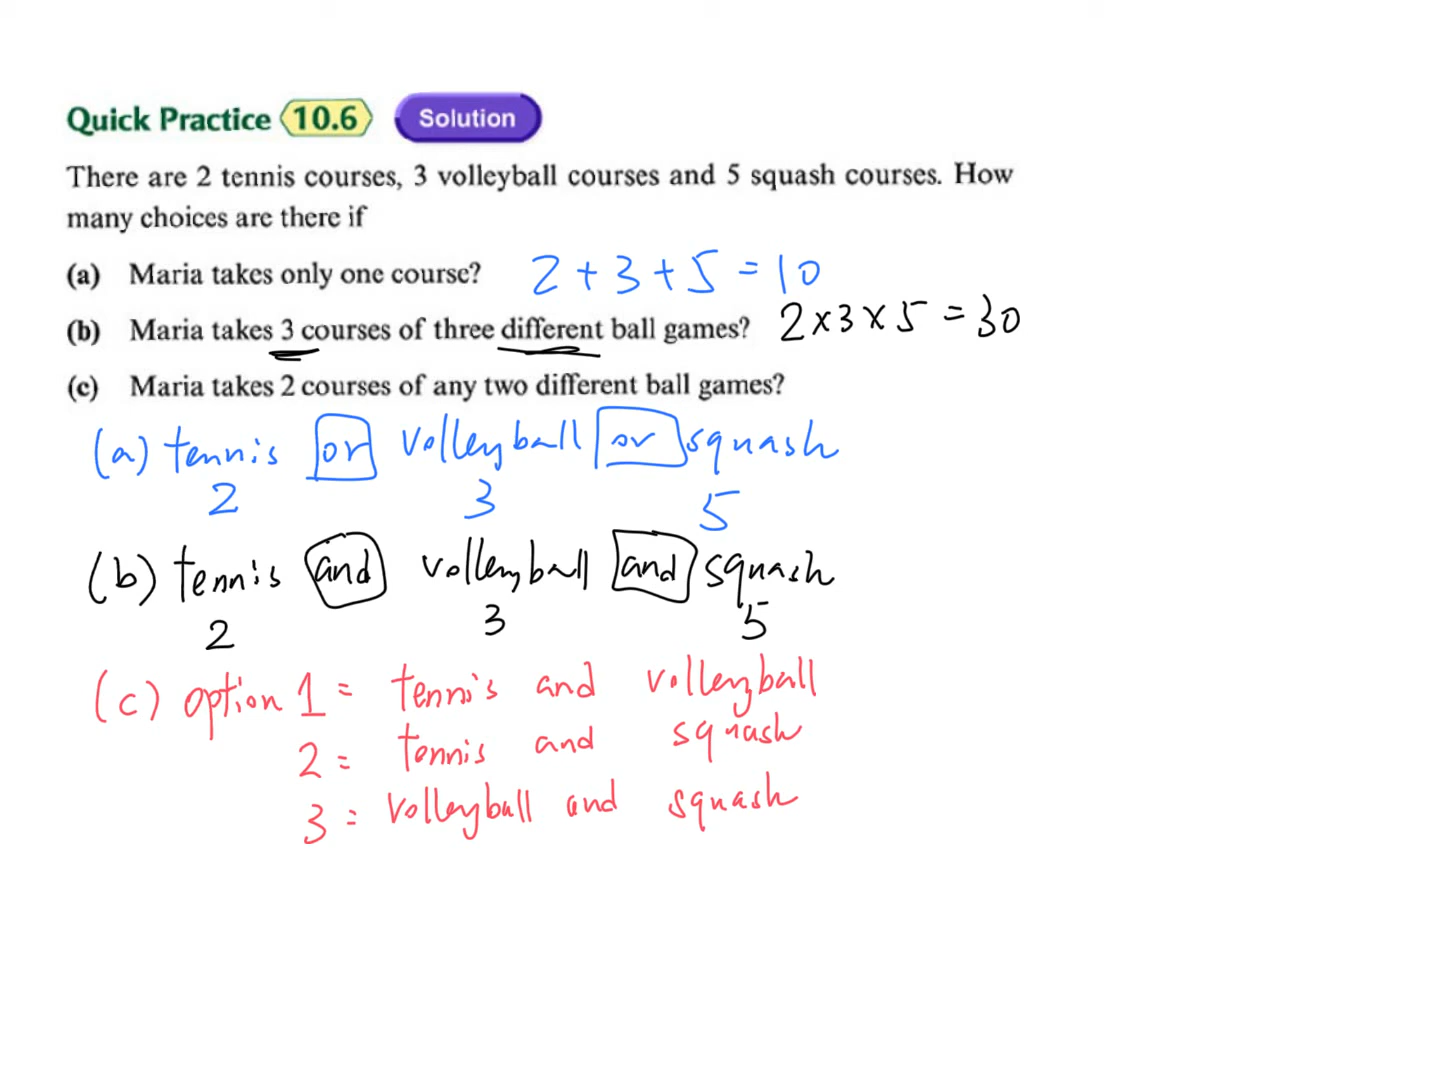 Quick Practice 10.6 Solution
There are 2 tennis courses, 3 volleyball courses and 5 squash courses. How
many choices are there if
(a) Maria takes only one course? 2+3+5=10
(b) Maria takes 3 courses of three different ball games? 2×3×5=30
(c) Maria takes 2 courses of any two different ball games?
(a) tennis or volleyball or squash
2 3 5
(b) tennis and volleyball and squash
2 3 5
(c) option 1= tennis and volleyball
2= tennis and squash
3= volleyball and squash